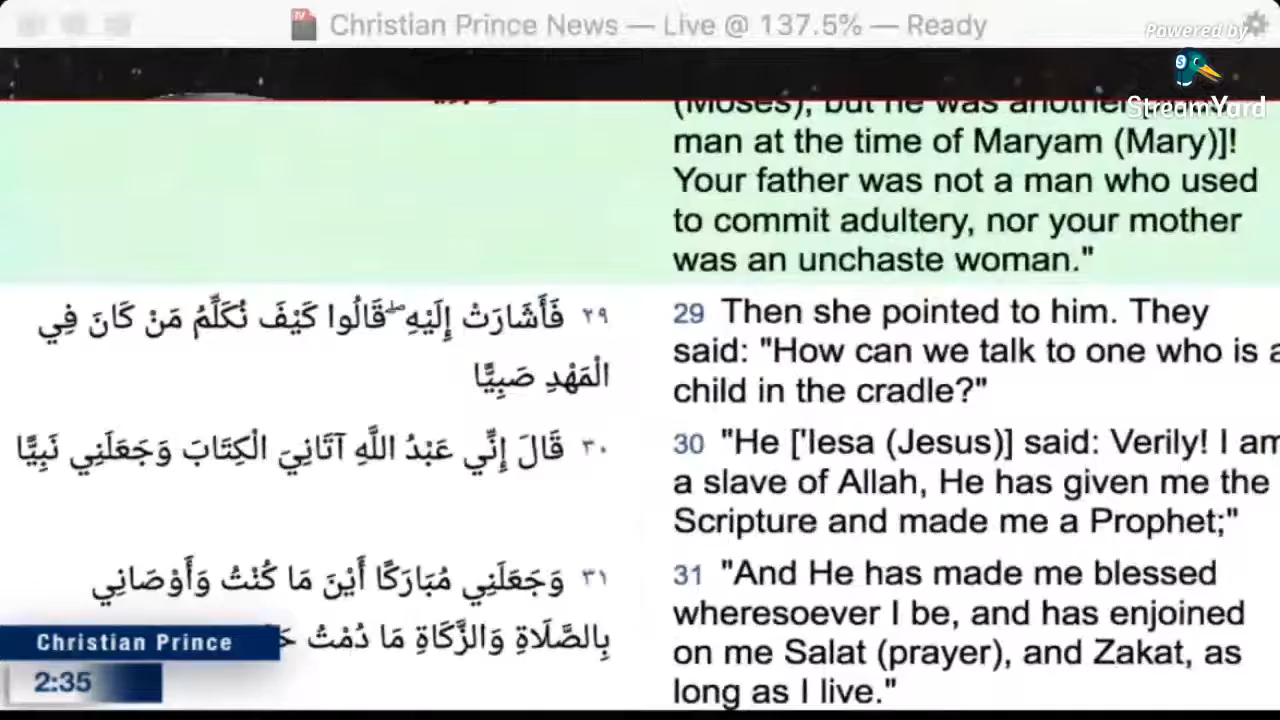 Christian Prince News — Live @ 137.5% — Ready
Powered by
StreamYard
(Moses), but he was another
man at the time of Maryam (Mary)]!
Your father was not a man who used
to commit adultery, nor your mother
was an unchaste woman."
٢٩ فَأَشَارَتْ إِلَيْهِ ۖ قَالُوا كَيْفَ نُكَلِّمُ مَنْ كَانَ فِي
الْمَهْدِ صَبِيًّا
29 Then she pointed to him. They
said: "How can we talk to one who is a
child in the cradle?"
٣٠ قَالَ إِنِّي عَبْدُ اللَّهِ آتَانِيَ الْكِتَابَ وَجَعَلَنِي نَبِيًّا
30 "He ['Iesa (Jesus)] said: Verily! I am
a slave of Allah, He has given me the
Scripture and made me a Prophet;"
٣١ وَجَعَلَنِي مُبَارَكًا أَيْنَ مَا كُنْتُ وَأَوْصَانِي
بِالصَّلَاةِ وَالزَّكَاةِ مَا دُمْتُ
31 "And He has made me blessed
wheresoever I be, and has enjoined
on me Salat (prayer), and Zakat, as
long as I live."
Christian Prince
2:35